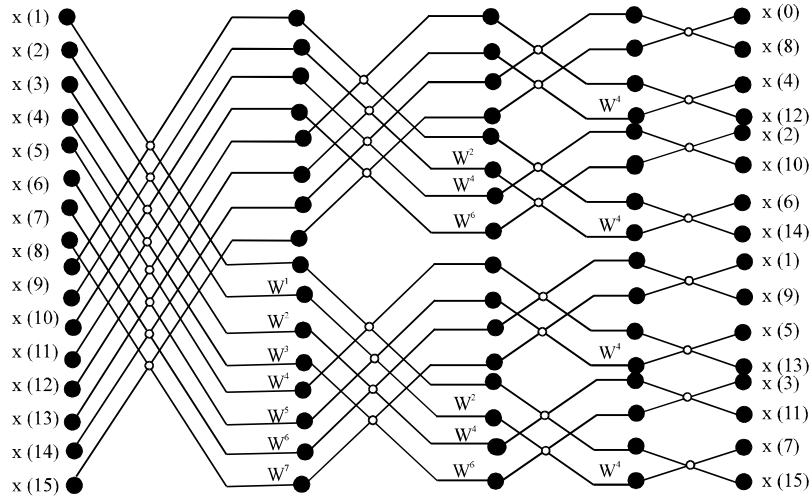 x (1)
x (2)
x (3)
x (4)
x (5)
x (6)
x (7)
x (8)
x (9)
x (10)
x (11)
x (12)
x (13)
x (14)
x (15)
W¹
W²
W³
W⁴
W⁵
W⁶
W⁷
W²
W⁴
W⁶
W²
W⁴
W⁶
W⁴
W⁴
W⁴
W⁴
x (0)
x (8)
x (4)
x (12)
x (2)
x (10)
x (6)
x (14)
x (1)
x (9)
x (5)
x (13)
x (3)
x (11)
x (7)
x (15)